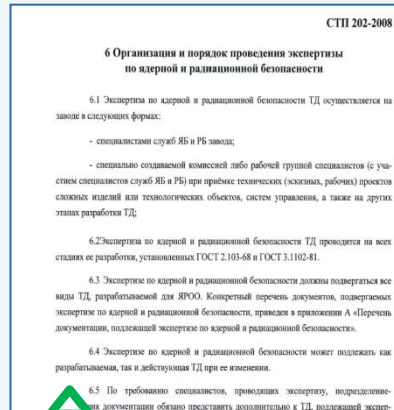 СТП 202-2008
6 Организация и порядок проведения экспертизы
по ядерной и радиационной безопасности
6.1 Экспертиза по ядерной и радиационной безопасности ТД осуществляется на
заводе в следующих формах:
- специалистами служб ЯБ и РБ завода;
- специально создаваемой комиссией либо рабочей группой специалистов (с уча-
стием специалистов служб ЯБ и РБ) при приёмке технических (эскизных, рабочих) проектов
сложных изделий или технологических объектов, систем управления, а также на других
этапах разработки ТД;
6.2Экспертиза по ядерной и радиационной безопасности ТД проводится на всех
стадиях ее разработки, установленных ГОСТ 2.103-68 и ГОСТ 3.1102-81.
6.3 Экспертизе по ядерной и радиационной безопасности должны подвергаться все
виды ТД, разрабатываемой для ЯРОО. Конкретный перечень документов, подвергаемых
экспертизе по ядерной и радиационной безопасности, приведен в приложении А «Перечень
документации, подлежащей экспертизе по ядерной и радиационной безопасности».
6.4 Экспертизе по ядерной и радиационной безопасности может подлежать как
разрабатываемая, так и действующая ТД при ее изменении.
6.5 По требованию специалистов, проводящих экспертизу, подразделение-
документации обязано представить дополнительно к ТД, подлежащей экспер-